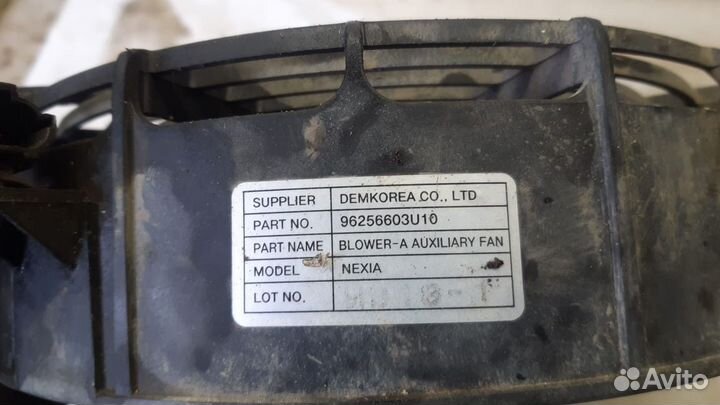 SUPPLIER DEMKOREA CO., LTD
PART NO. 96256603U10
PART NAME BLOWER-A AUXILIARY FAN
MODEL NEXIA
LOT NO.
Avito